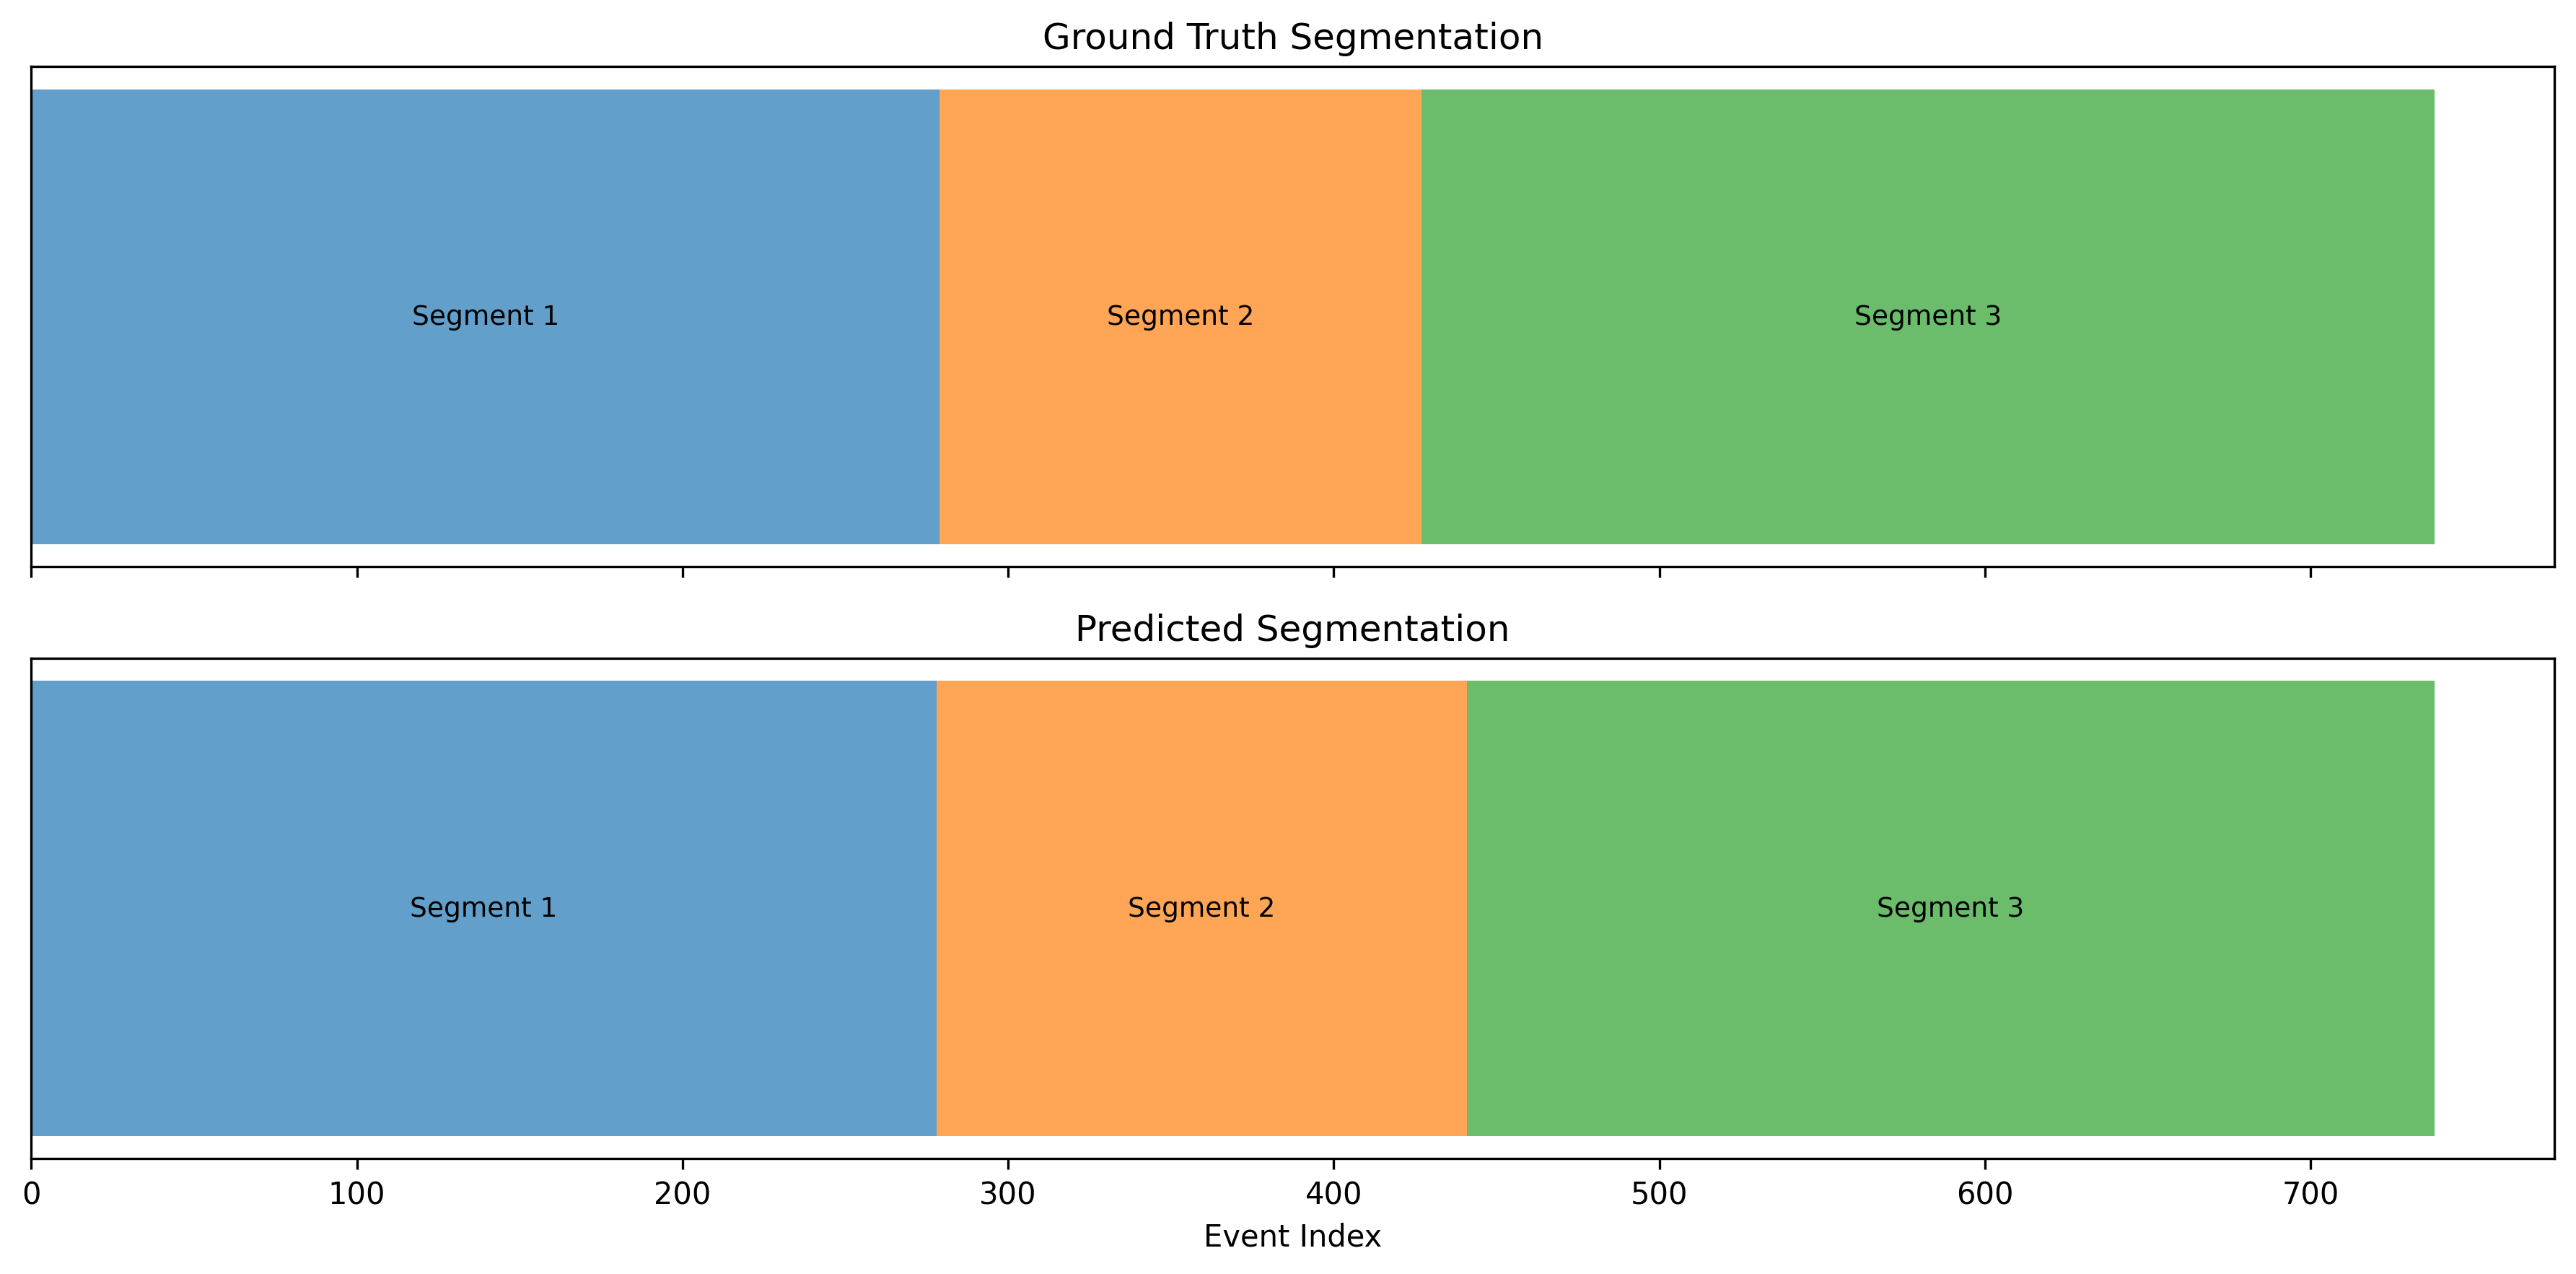 Ground Truth Segmentation
Segment 1 Segment 2 Segment 3
Predicted Segmentation
Segment 1 Segment 2 Segment 3
0 100 200 300 400 500 600 700
Event Index